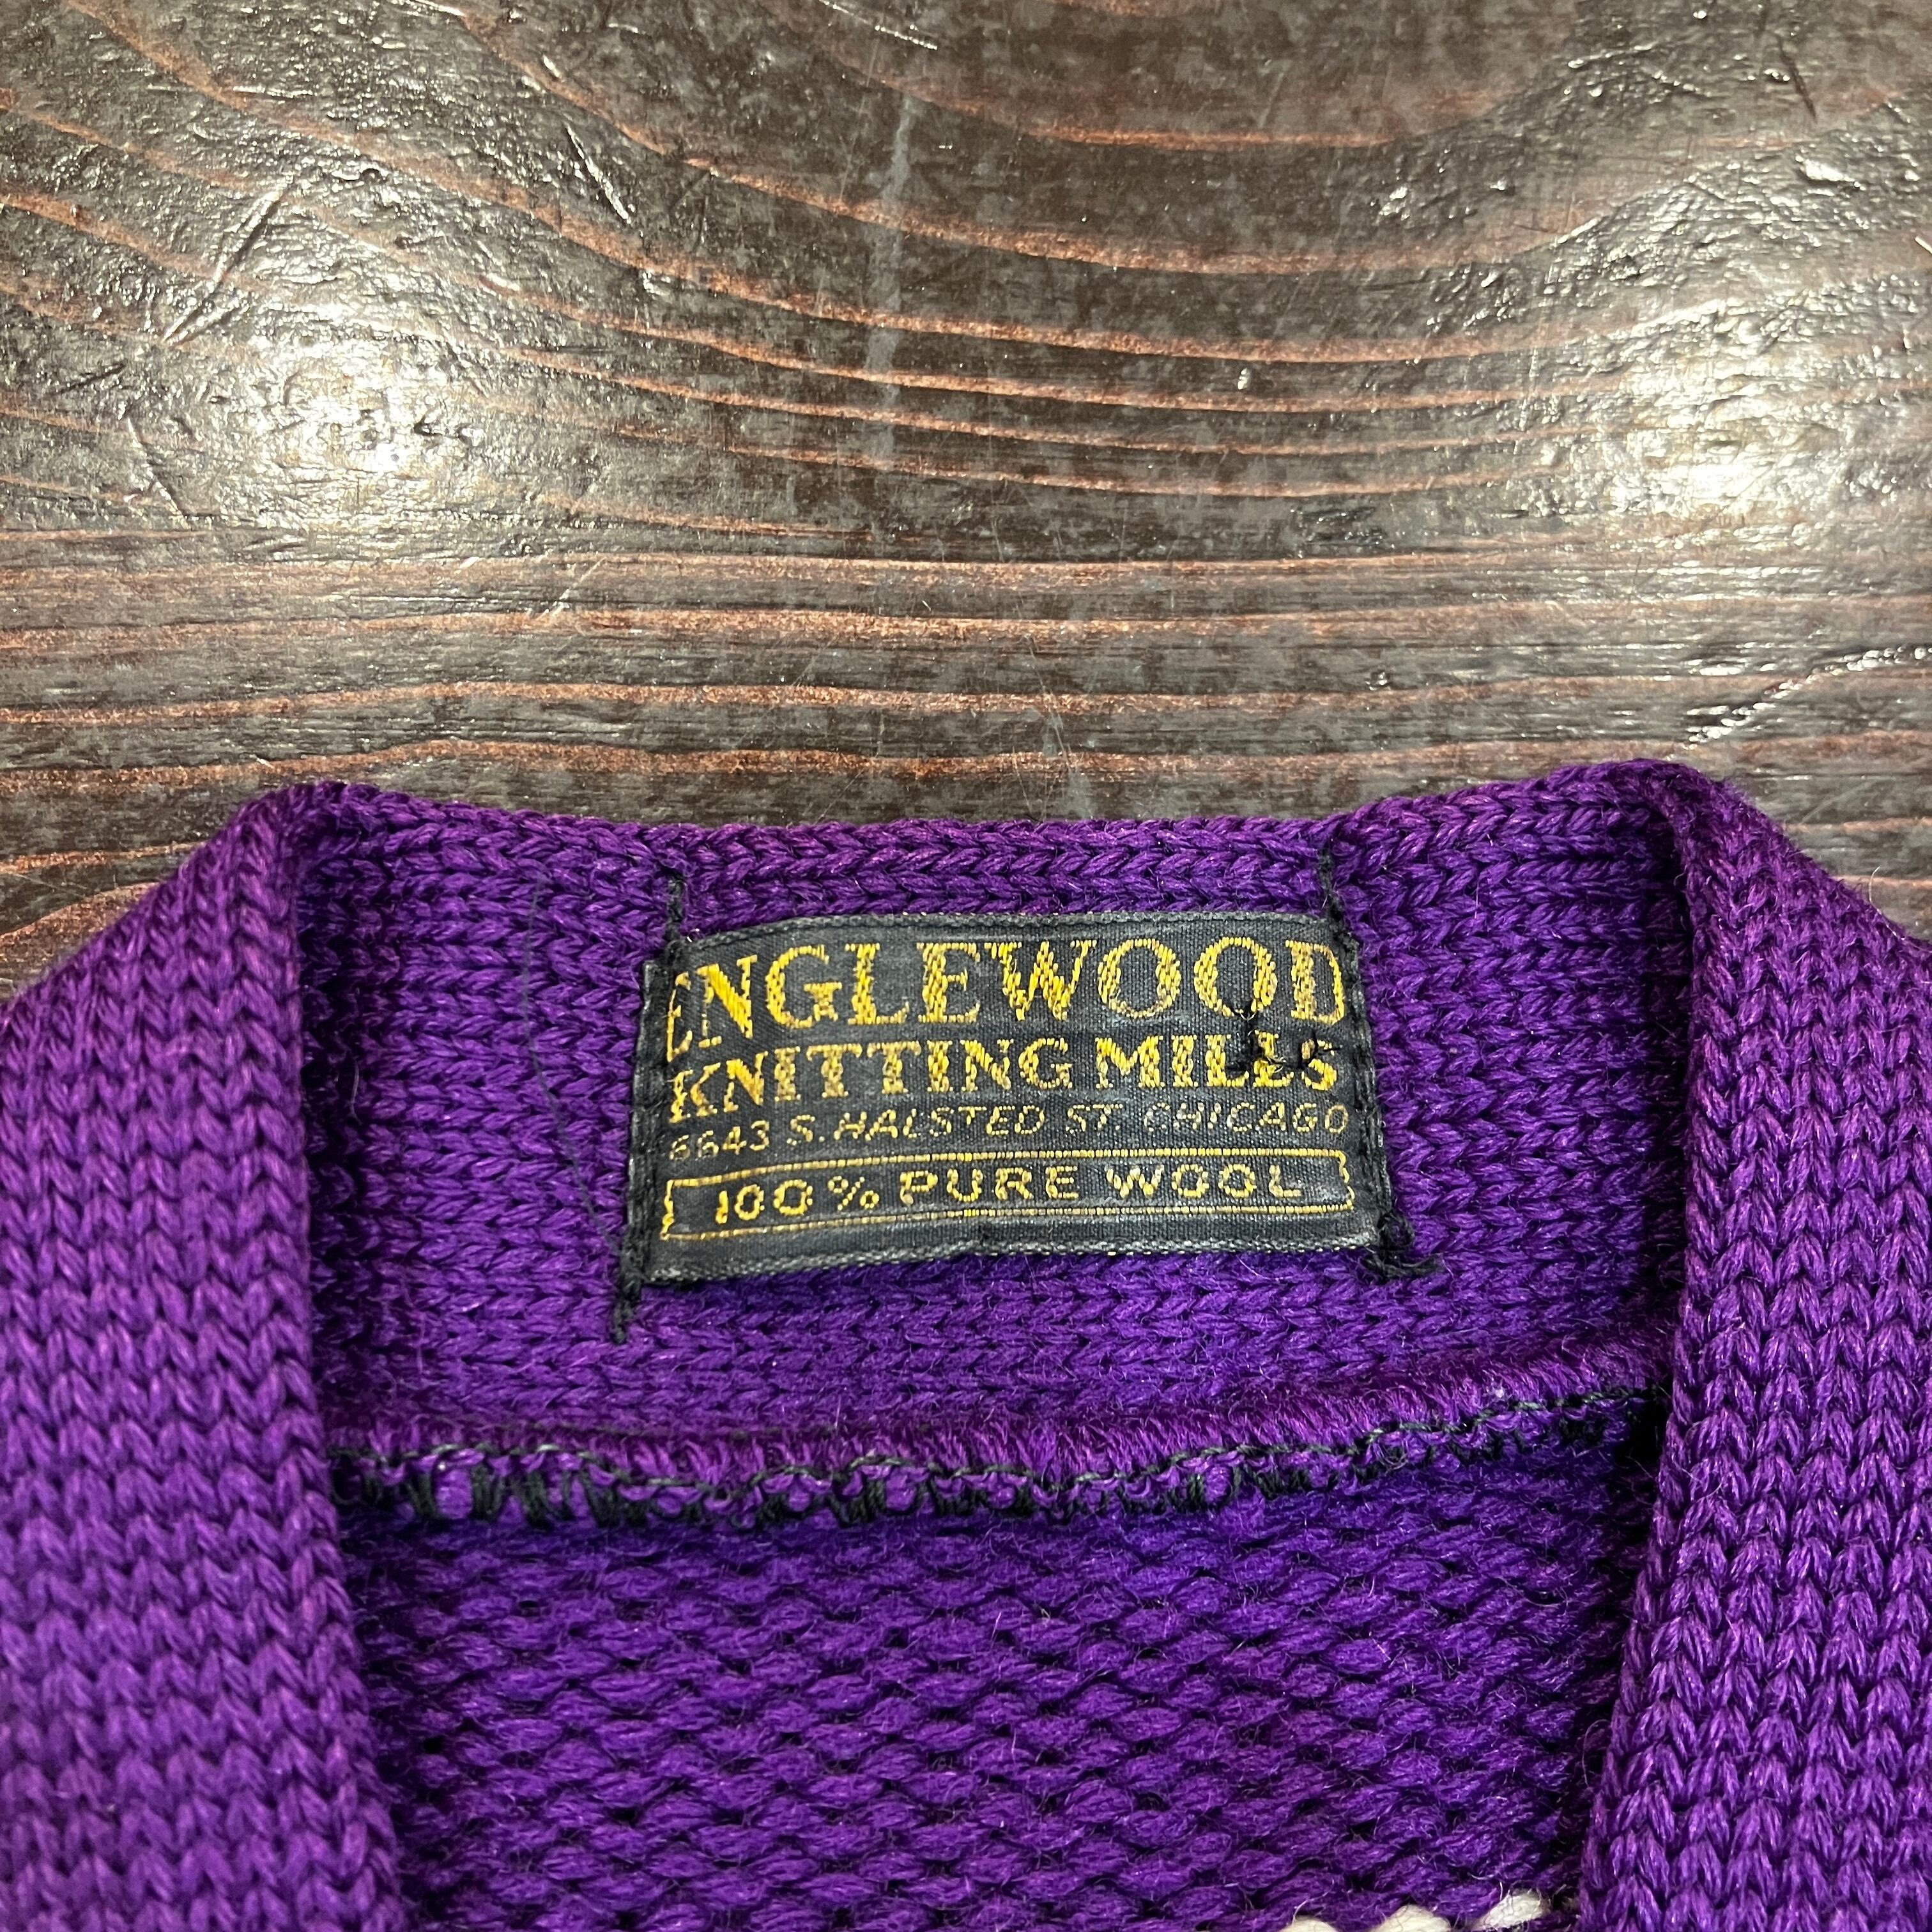 ENGLEWOOD
KNITTING MILLS
6643 S. HALSTED ST. CHICAGO
100% PURE WOOL